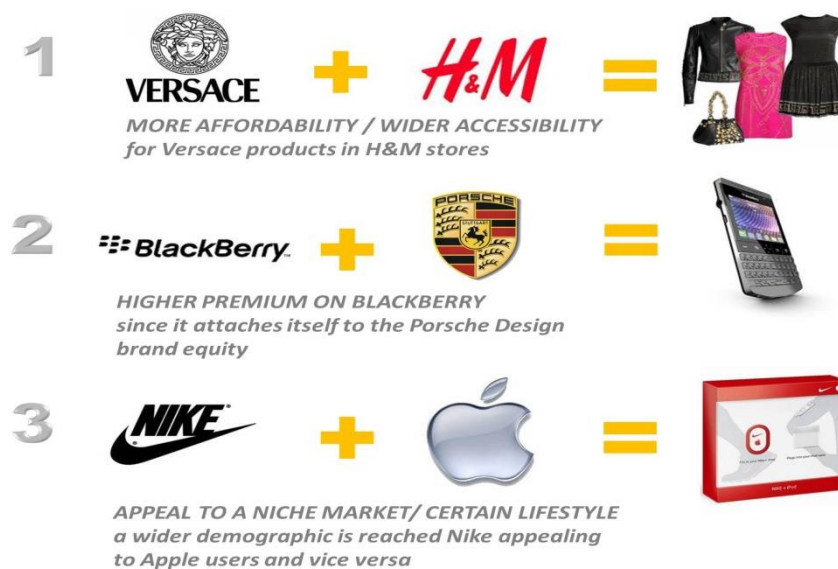 1
VERSACE
H&M
MORE AFFORDABILITY / WIDER ACCESSIBILITY
for Versace products in H&M stores
2
BlackBerry
PORSCHE
STUTTGART
HIGHER PREMIUM ON BLACKBERRY
since it attaches itself to the Porsche Design
brand equity
3
NIKE
APPEAL TO A NICHE MARKET/ CERTAIN LIFESTYLE
a wider demographic is reached Nike appealing
to Apple users and vice versa